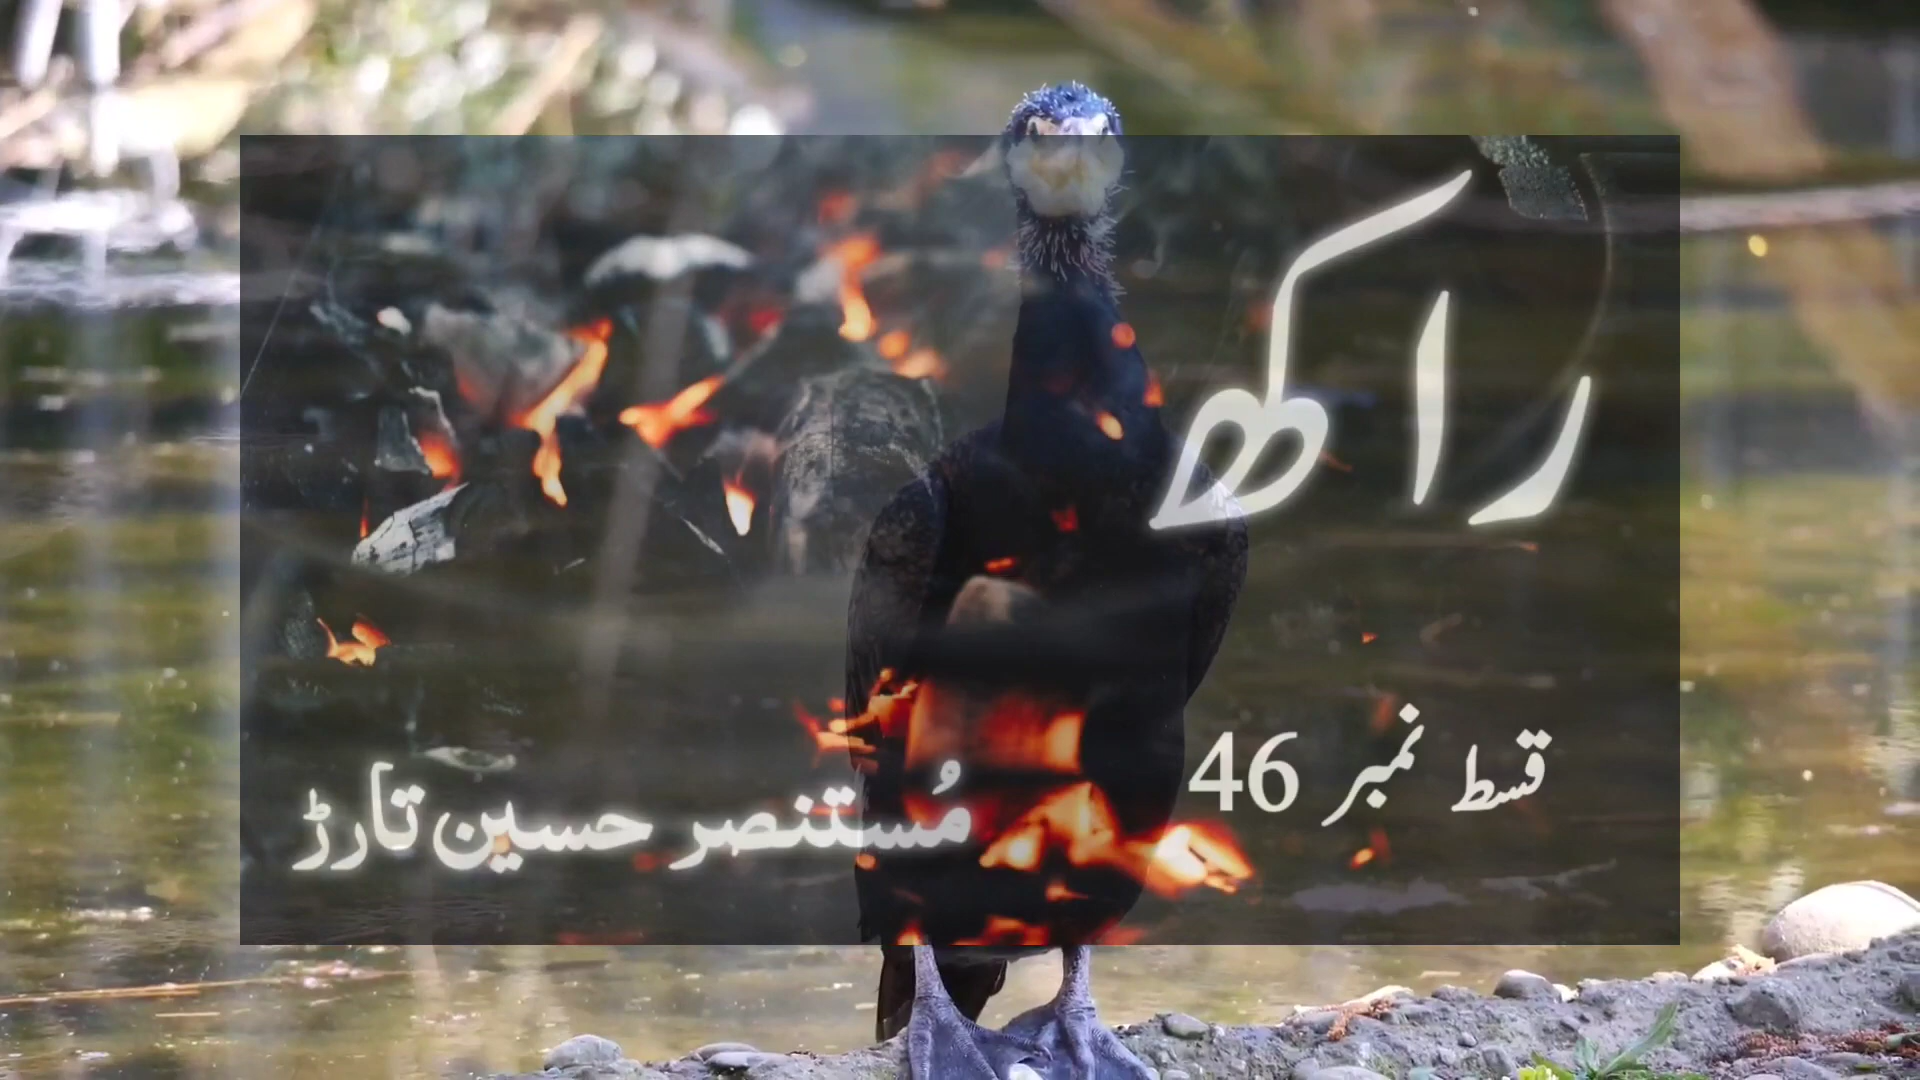 راکھ
قسط نمبر 46
مُستنصر حسین تارڑ